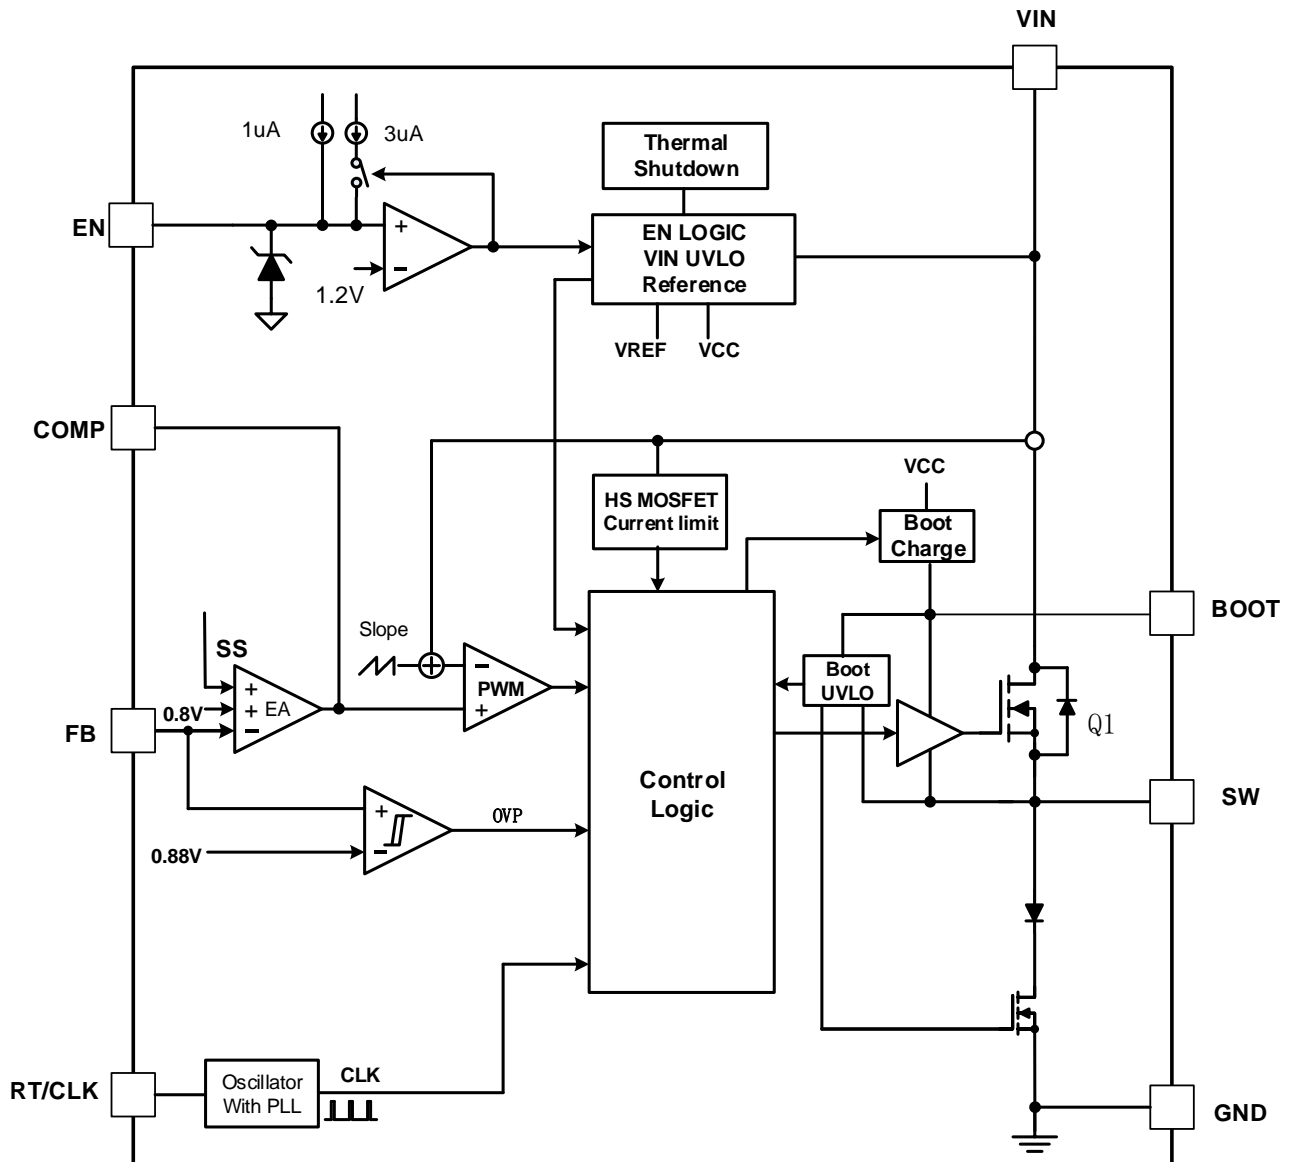 VIN
1uA
3uA
Thermal
Shutdown
EN
+
−
1.2V
EN LOGIC
VIN UVLO
Reference
VREF
VCC
COMP
HS MOSFET
Current limit
VCC
Boot
Charge
BOOT
Slope
SS
+
+
−
EA
0.8V
FB
−
+
PWM
Boot
UVLO
Q1
Control
Logic
SW
+
−
OVP
0.88V
RT/CLK
Oscillator
With PLL
CLK
GND